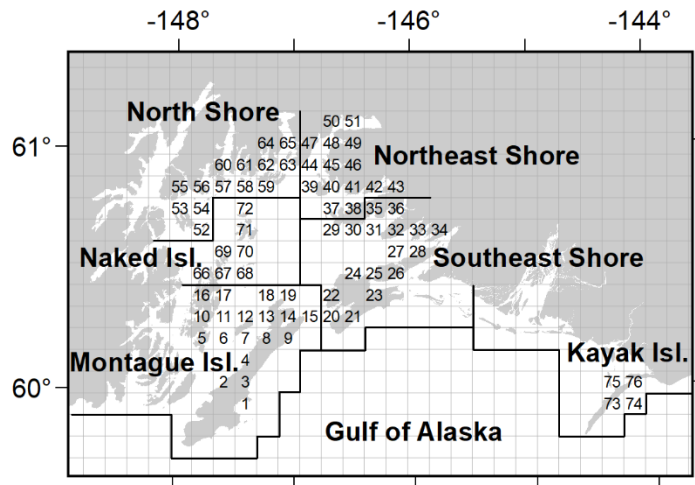 -148° -146° -144°
North Shore 50 51
61° 64 65 47 48 49
Northeast Shore
60 61 62 63 44 45 46
55 56 57 58 59 39 40 41 42 43
53 54 72 37 38 35 36
52 71 29 30 31 32 33 34
Naked Isl. 69 70 27 28 Southeast Shore
66 67 68 24 25 26
16 17 18 19 22 23
10 11 12 13 14 15 20 21
5 6 7 8 9
Montague Isl. 4 Kayak Isl.
60° 2 3 75 76
1 73 74
Gulf of Alaska